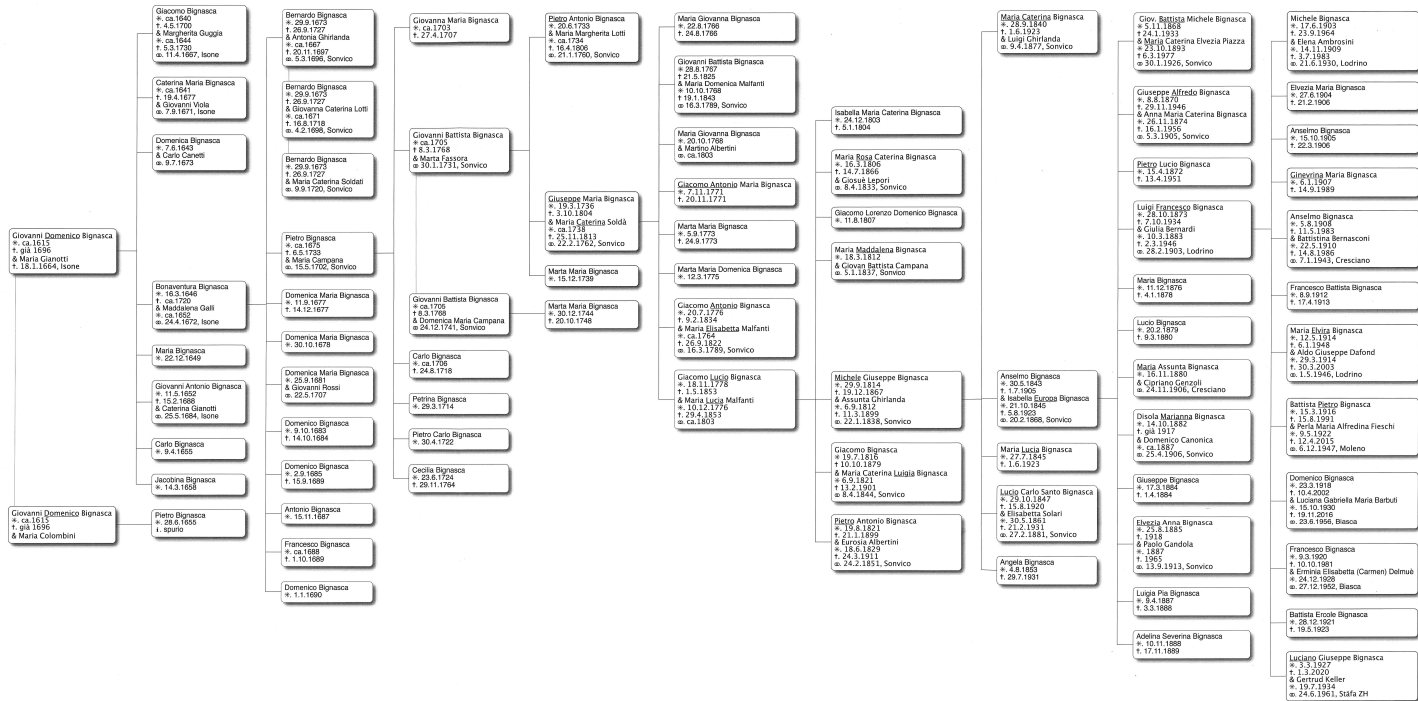 Giovanni Domenico Bignasca
✳. ca.1615
†. già 1696
& Maria Gianotti
†. 18.1.1664, Isone
Giovanni Domenico Bignasca
✳. ca.1615
†. già 1696
& Maria Colombini
Giacomo Bignasca
✳. ca.1640
†. 4.5.1700
& Margherita Guggia
✳. ca.1644
†. 5.3.1730
⚭. 11.4.1667, Isone
Caterina Maria Bignasca
✳. ca.1641
†. 19.4.1677
& Giovanni Viola
⚭. 7.9.1671, Isone
Domenica Bignasca
✳. 7.6.1643
& Carlo Canetti
⚭. 9.7.1673
Bonaventura Bignasca
✳. 16.3.1646
†. ca.1720
& Maddalena Galli
✳. ca.1652
⚭. 24.4.1672, Isone
Maria Bignasca
✳. 22.12.1649
Giovanni Antonio Bignasca
✳. 11.5.1652
†. 15.2.1688
& Caterina Gianotti
⚭. 25.5.1684, Isone
Carlo Bignasca
✳. 9.4.1655
Jacobina Bignasca
✳. 14.3.1658
Pietro Bignasca
✳. 28.6.1655
i. spurio
Bernardo Bignasca
✳. 29.9.1673
†. 26.9.1727
& Antonia Ghirlanda
✳. ca.1667
†. 20.11.1697
⚭. 5.3.1696, Sonvico
Bernardo Bignasca
✳. 29.9.1673
†. 26.9.1727
& Giovanna Caterina Lotti
✳. ca.1671
†. 16.8.1718
⚭. 4.2.1698, Sonvico
Bernardo Bignasca
✳. 29.9.1673
†. 26.9.1727
& Maria Caterina Soldati
⚭. 9.9.1720, Sonvico
Pietro Bignasca
✳. ca.1675
†. 6.5.1733
& Maria Campana
⚭. 15.5.1702, Sonvico
Domenica Maria Bignasca
✳. 11.9.1677
†. 14.12.1677
Domenica Maria Bignasca
✳. 30.10.1678
Domenica Maria Bignasca
✳. 25.9.1681
& Giovanni Rossi
⚭. 22.5.1707
Domenico Bignasca
✳. 9.10.1683
†. 14.10.1684
Domenico Bignasca
✳. 2.9.1685
†. 15.9.1689
Antonio Bignasca
✳. 15.11.1687
Francesco Bignasca
✳. ca.1688
†. 1.10.1689
Domenico Bignasca
✳. 1.1.1690
Giovanna Maria Bignasca
✳. ca.1703
†. 27.4.1707
Giovanni Battista Bignasca
✳ ca.1705
† 8.3.1768
& Marta Fassora
⚭ 30.1.1731, Sonvico
Giovanni Battista Bignasca
✳ ca.1705
† 8.3.1768
& Domenica Maria Campana
⚭ 24.12.1741, Sonvico
Carlo Bignasca
✳. ca.1706
†. 24.8.1718
Petrina Bignasca
✳. 29.3.1714
Pietro Carlo Bignasca
✳. 30.4.1722
Cecilia Bignasca
✳. 23.6.1724
†. 29.11.1764
Pietro Antonio Bignasca
✳. 20.6.1733
& Maria Margherita Lotti
✳. ca.1734
†. 16.4.1806
⚭. 21.1.1760, Sonvico
Giuseppe Maria Bignasca
✳. 19.3.1736
†. 3.10.1804
& Maria Caterina Soldà
✳. ca.1738
†. 25.11.1813
⚭. 22.2.1762, Sonvico
Marta Maria Bignasca
✳. 15.12.1739
Marta Maria Bignasca
✳. 30.12.1744
†. 20.10.1748
Maria Giovanna Bignasca
✳. 22.8.1766
†. 24.8.1766
Giovanni Battista Bignasca
✳ 28.8.1767
† 21.5.1825
& Maria Domenica Malfanti
✳ 10.10.1768
† 19.1.1843
⚭ 16.3.1789, Sonvico
Maria Giovanna Bignasca
✳. 20.10.1768
& Martino Albertini
⚭. ca.1803
Giacomo Antonio Maria Bignasca
✳. 7.11.1771
†. 20.11.1771
Marta Maria Bignasca
✳. 5.9.1773
†. 24.9.1773
Marta Maria Domenica Bignasca
✳. 12.3.1775
Giacomo Antonio Bignasca
✳. 20.7.1776
†. 9.2.1834
& Maria Elisabetta Malfanti
✳. ca.1764
†. 26.9.1822
⚭. 16.3.1789, Sonvico
Giacomo Lucio Bignasca
✳. 18.11.1778
†. 1.5.1853
& Maria Lucia Malfanti
✳. 10.12.1776
†. 29.4.1853
⚭. ca.1803
Isabella Maria Caterina Bignasca
✳. 24.12.1803
†. 5.1.1804
Maria Rosa Caterina Bignasca
✳. 16.3.1806
†. 14.7.1866
& Giosuè Lepori
⚭. 8.4.1833, Sonvico
Giacomo Lorenzo Domenico Bignasca
✳. 11.8.1807
Maria Maddalena Bignasca
✳. 18.3.1812
& Giovan Battista Campana
⚭. 5.1.1837, Sonvico
Michele Giuseppe Bignasca
✳. 29.9.1814
†. 19.12.1867
& Assunta Ghirlanda
✳. 6.9.1812
†. 11.3.1899
⚭. 22.1.1838, Sonvico
Giacomo Bignasca
✳. 19.7.1816
† 10.10.1879
& Maria Caterina Luigia Bignasca
✳ 6.9.1821
† 13.2.1901
⚭ 8.4.1844, Sonvico
Pietro Antonio Bignasca
✳. 19.8.1821
†. 21.1.1899
& Eurosia Albertini
✳. 18.6.1829
†. 24.3.1911
⚭. 24.2.1851, Sonvico
Maria Caterina Bignasca
✳. 28.9.1840
†. 1.6.1923
& Luigi Ghirlanda
⚭. 9.4.1877, Sonvico
Anselmo Bignasca
✳. 30.5.1843
†. 1.7.1905
& Isabella Europa Bignasca
✳. 21.10.1845
†. 5.8.1923
⚭. 20.2.1868, Sonvico
Maria Lucia Bignasca
✳. 27.7.1845
†. 1.6.1923
Lucio Carlo Santo Bignasca
✳. 29.10.1847
†. 15.8.1920
& Elisabetta Solari
✳. 30.5.1861
†. 21.2.1931
⚭. 27.2.1881, Sonvico
Angela Bignasca
✳. 4.8.1853
†. 29.7.1931
Giov. Battista Michele Bignasca
✳ 5.11.1868
† 24.1.1933
& Maria Caterina Elvezia Piazza
✳ 23.10.1893
† 6.3.1977
⚭ 30.1.1926, Sonvico
Giuseppe Alfredo Bignasca
✳. 8.8.1870
†. 29.11.1946
& Anna Maria Caterina Bignasca
✳. 26.11.1874
†. 16.1.1956
⚭. 5.3.1905, Sonvico
Pietro Lucio Bignasca
✳. 15.4.1872
†. 13.4.1951
Luigi Francesco Bignasca
✳. 28.10.1873
†. 7.10.1934
& Giulia Bernardi
✳. 10.3.1883
†. 2.3.1946
⚭. 28.2.1903, Lodrino
Maria Bignasca
✳. 11.12.1876
†. 4.1.1878
Lucio Bignasca
✳. 20.2.1879
†. 9.3.1880
Maria Assunta Bignasca
✳. 16.11.1880
& Cipriano Genzoli
⚭. 24.11.1906, Cresciano
Disola Marianna Bignasca
✳. 14.10.1882
†. già 1917
& Domenico Canonica
✳. ca.1887
⚭. 25.4.1906, Sonvico
Giuseppe Bignasca
✳. 17.3.1884
†. 1.4.1884
Elvezia Anna Bignasca
✳. 25.8.1885
†. 1918
& Paolo Gandola
✳. 1887
†. 1965
⚭. 13.9.1913, Sonvico
Luigia Pia Bignasca
✳. 9.4.1887
†. 3.3.1888
Adelina Severina Bignasca
✳. 10.11.1888
†. 17.11.1889
Michele Bignasca
✳. 17.6.1903
†. 23.9.1964
& Elena Ambrosini
✳. 14.11.1909
†. 3.7.1983
⚭. 21.6.1930, Lodrino
Elvezia Maria Bignasca
✳. 27.6.1904
†. 21.2.1906
Anselmo Bignasca
✳. 15.10.1905
†. 22.3.1906
Ginevrina Maria Bignasca
✳. 6.1.1907
†. 14.9.1989
Anselmo Bignasca
✳. 5.8.1908
†. 11.5.1983
& Battistina Bernasconi
✳. 22.5.1910
†. 14.8.1986
⚭. 7.1.1943, Cresciano
Francesco Battista Bignasca
✳. 8.9.1912
†. 17.4.1913
Maria Elvira Bignasca
✳. 12.5.1914
†. 6.1.1948
& Aldo Giuseppe Dafond
✳. 29.3.1914
†. 30.3.2003
⚭. 1.5.1946, Lodrino
Battista Pietro Bignasca
✳. 15.3.1916
†. 15.8.1991
& Perla Maria Alfredina Fieschi
✳. 9.5.1922
†. 12.4.2015
⚭. 6.12.1947, Moleno
Domenico Bignasca
✳. 23.3.1918
†. 10.4.2002
& Luciana Gabriella Maria Barbuti
✳. 15.10.1930
†. 19.11.2016
⚭. 23.6.1956, Biasca
Francesco Bignasca
✳. 9.3.1920
†. 10.10.1981
& Erminia Elisabetta (Carmen) Delmuè
✳. 24.12.1928
⚭. 27.12.1952, Biasca
Battista Ercole Bignasca
✳. 28.12.1921
†. 19.5.1923
Luciano Giuseppe Bignasca
✳. 3.3.1927
†. 1.3.2020
& Gertrud Keller
✳. 19.7.1934
⚭. 24.6.1961, Stäfa ZH